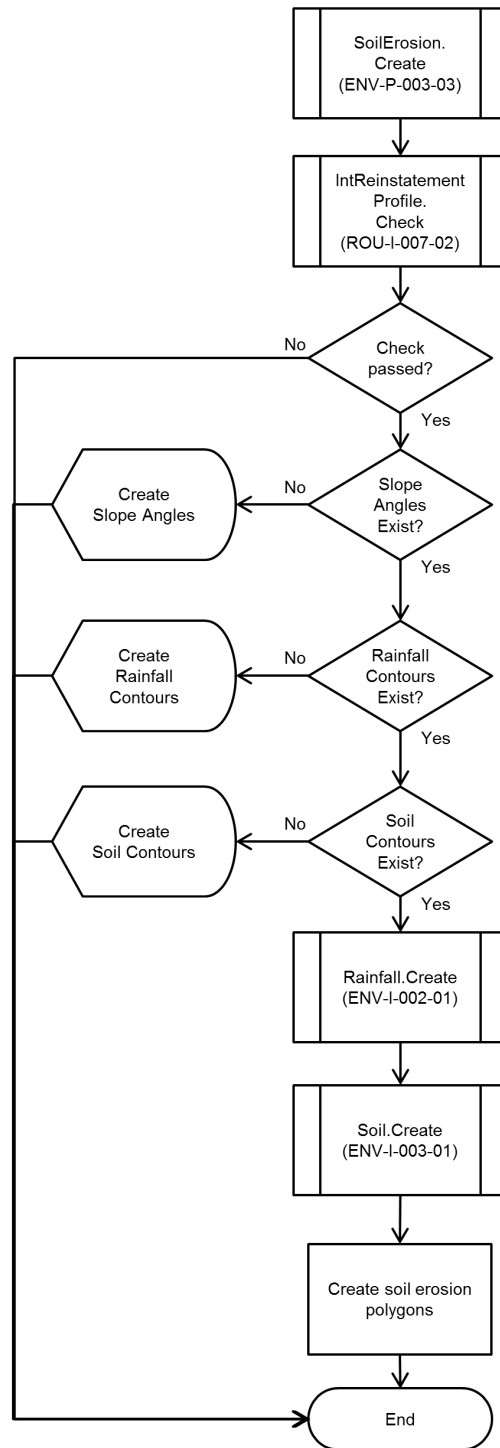 SoilErosion.
Create
(ENV-P-003-03)
IntReinstatement
Profile.
Check
(ROU-I-007-02)
No
Check
passed?
Yes
Create
Slope Angles
No
Slope
Angles
Exist?
Yes
Create
Rainfall
Contours
No
Rainfall
Contours
Exist?
Yes
Create
Soil Contours
No
Soil
Contours
Exist?
Yes
Rainfall.Create
(ENV-I-002-01)
Soil.Create
(ENV-I-003-01)
Create soil erosion
polygons
End